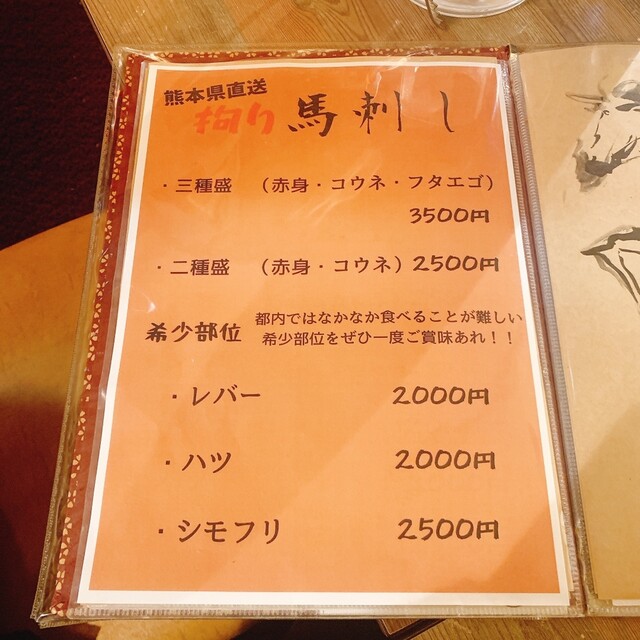 熊本県直送
拘り 馬刺し
・三種盛 (赤身・コウネ・フタエゴ)
3500円
・二種盛 (赤身・コウネ) 2500円
希少部位 都内ではなかなか食べることが難しい
希少部位をぜひ一度ご賞味あれ！！
・レバー 2000円
・ハツ 2000円
・シモフリ 2500円